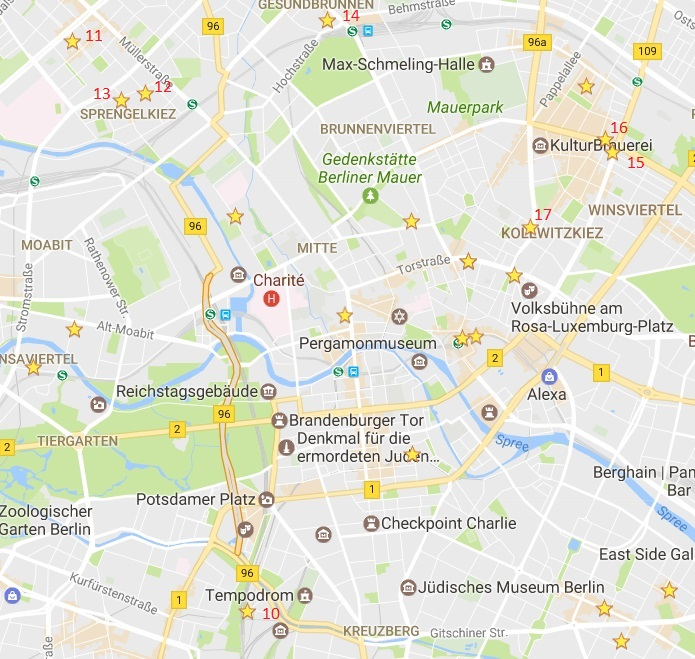 GESUNDBRUNNEN
14
Behmstraße
96
11
Müllerstraße
96a
109
Hochstraße
Max-Schmeling-Halle
Pappelallee
12
13
SPRENGELKIEZ
Mauerpark
BRUNNENVIERTEL
16
KulturBrauerei
15
2
Gedenkstätte
Berliner Mauer
17
WINSVIERTEL
KOLLWITZKIEZ
96
MOABIT
MITTE
Rathenower Str.
Stromstraße
Torstraße
Charité
H
Volksbühne am
Rosa-Luxemburg-Platz
Alt-Moabit
Pergamonmuseum
2
1
NSAVIERTEL
Alexa
Reichstagsgebäude
96
2
2
Brandenburger Tor
TIERGARTEN
Denkmal für die
ermordeten Juden...
Spree
Berghain | Pan
Bar
1
Potsdamer Platz
Zoologischer
Garten Berlin
Checkpoint Charlie
Spree
East Side Gal
96
Kurfürstenstraße
1
Tempodrom
Jüdisches Museum Berlin
10
KREUZBERG
Gitschiner Str.